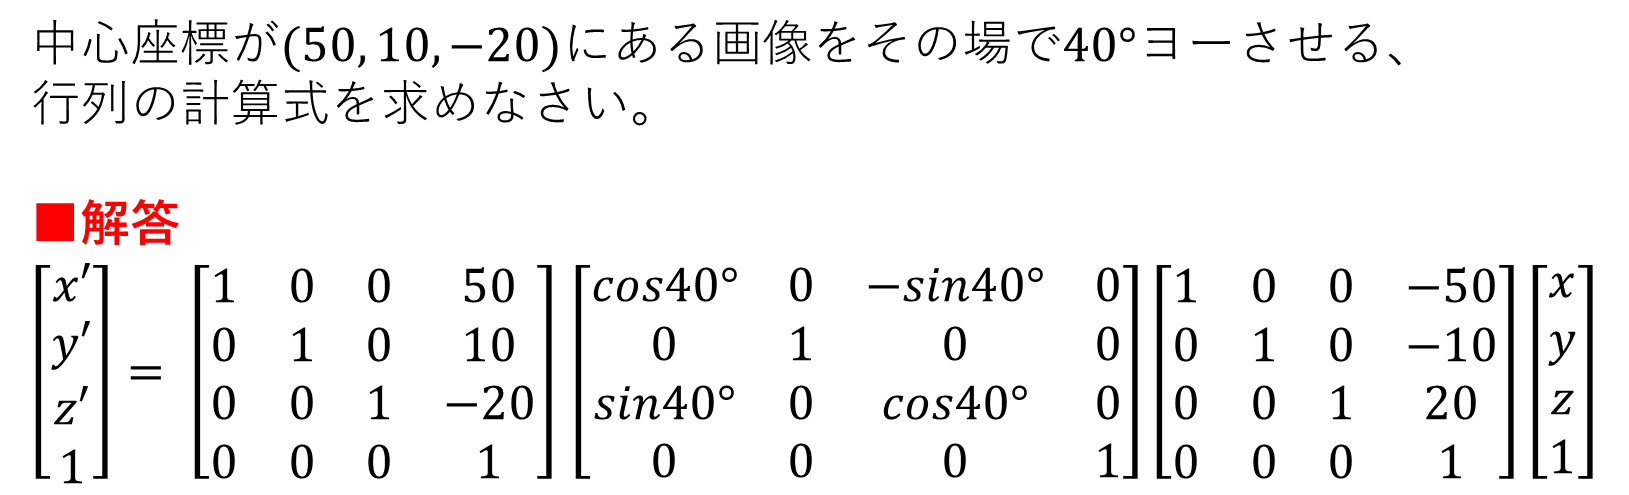 中心座標が(50, 10, −20)にある画像をその場で40°ヨーさせる、
行列の計算式を求めなさい。
■解答
[x′] = [1 0 0 50] [cos40° 0 −sin40° 0] [1 0 0 −50] [x]
[y′] [0 1 0 10] [0 1 0 0] [0 1 0 −10] [y]
[z′] [0 0 1 −20] [sin40° 0 cos40° 0] [0 0 1 20] [z]
[1] [0 0 0 1] [0 0 0 1] [0 0 0 1] [1]